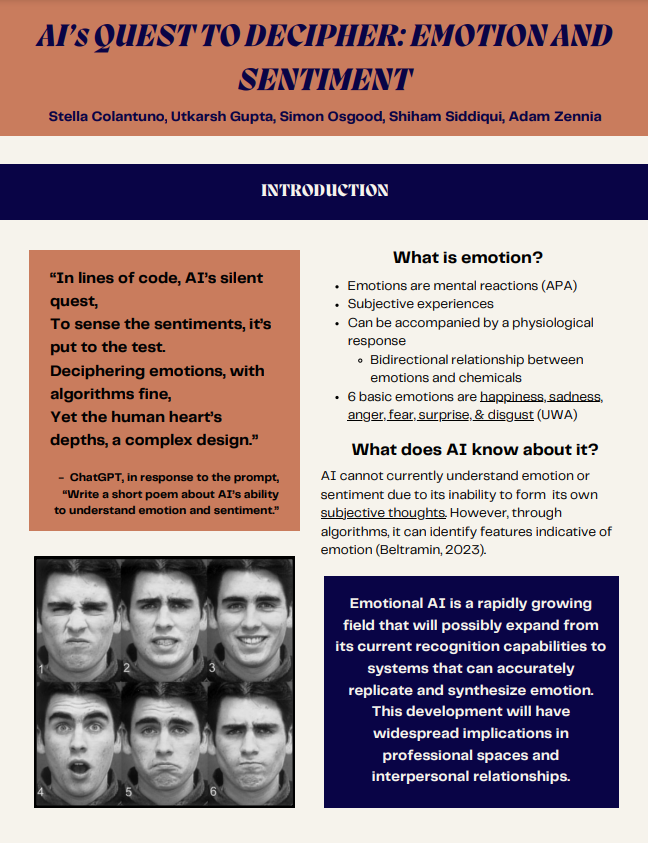 AI's QUEST TO DECIPHER: EMOTION AND
SENTIMENT
Stella Colantuno, Utkarsh Gupta, Simon Osgood, Shiham Siddiqui, Adam Zennia
INTRODUCTION
“In lines of code, AI’s silent
quest,
To sense the sentiments, it’s
put to the test.
Deciphering emotions, with
algorithms fine,
Yet the human heart’s
depths, a complex design.”
– ChatGPT, in response to the prompt,
“Write a short poem about AI’s ability
to understand emotion and sentiment.”
1
2
3
4
5
6
What is emotion?
• Emotions are mental reactions (APA)
• Subjective experiences
• Can be accompanied by a physiological
response
◦ Bidirectional relationship between
emotions and chemicals
• 6 basic emotions are happiness, sadness,
anger, fear, surprise, & disgust (UWA)
What does AI know about it?
AI cannot currently understand emotion or
sentiment due to its inability to form its own
subjective thoughts. However, through
algorithms, it can identify features indicative of
emotion (Beltramin, 2023).
Emotional AI is a rapidly growing
field that will possibly expand from
its current recognition capabilities to
systems that can accurately
replicate and synthesize emotion.
This development will have
widespread implications in
professional spaces and
interpersonal relationships.